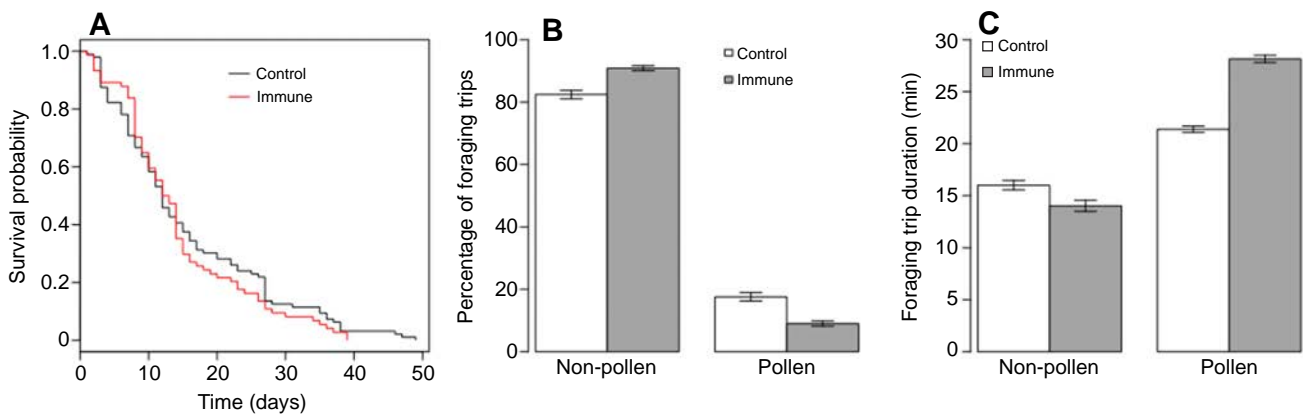 A
Survival probability
1.0
0.8
0.6
0.4
0.2
0
Control
Immune
0 10 20 30 40 50
Time (days)
B
Percentage of foraging trips
100
80
60
40
20
0
Control
Immune
Non-pollen Pollen
C
Foraging trip duration (min)
30
25
20
15
10
5
0
Control
Immune
Non-pollen Pollen